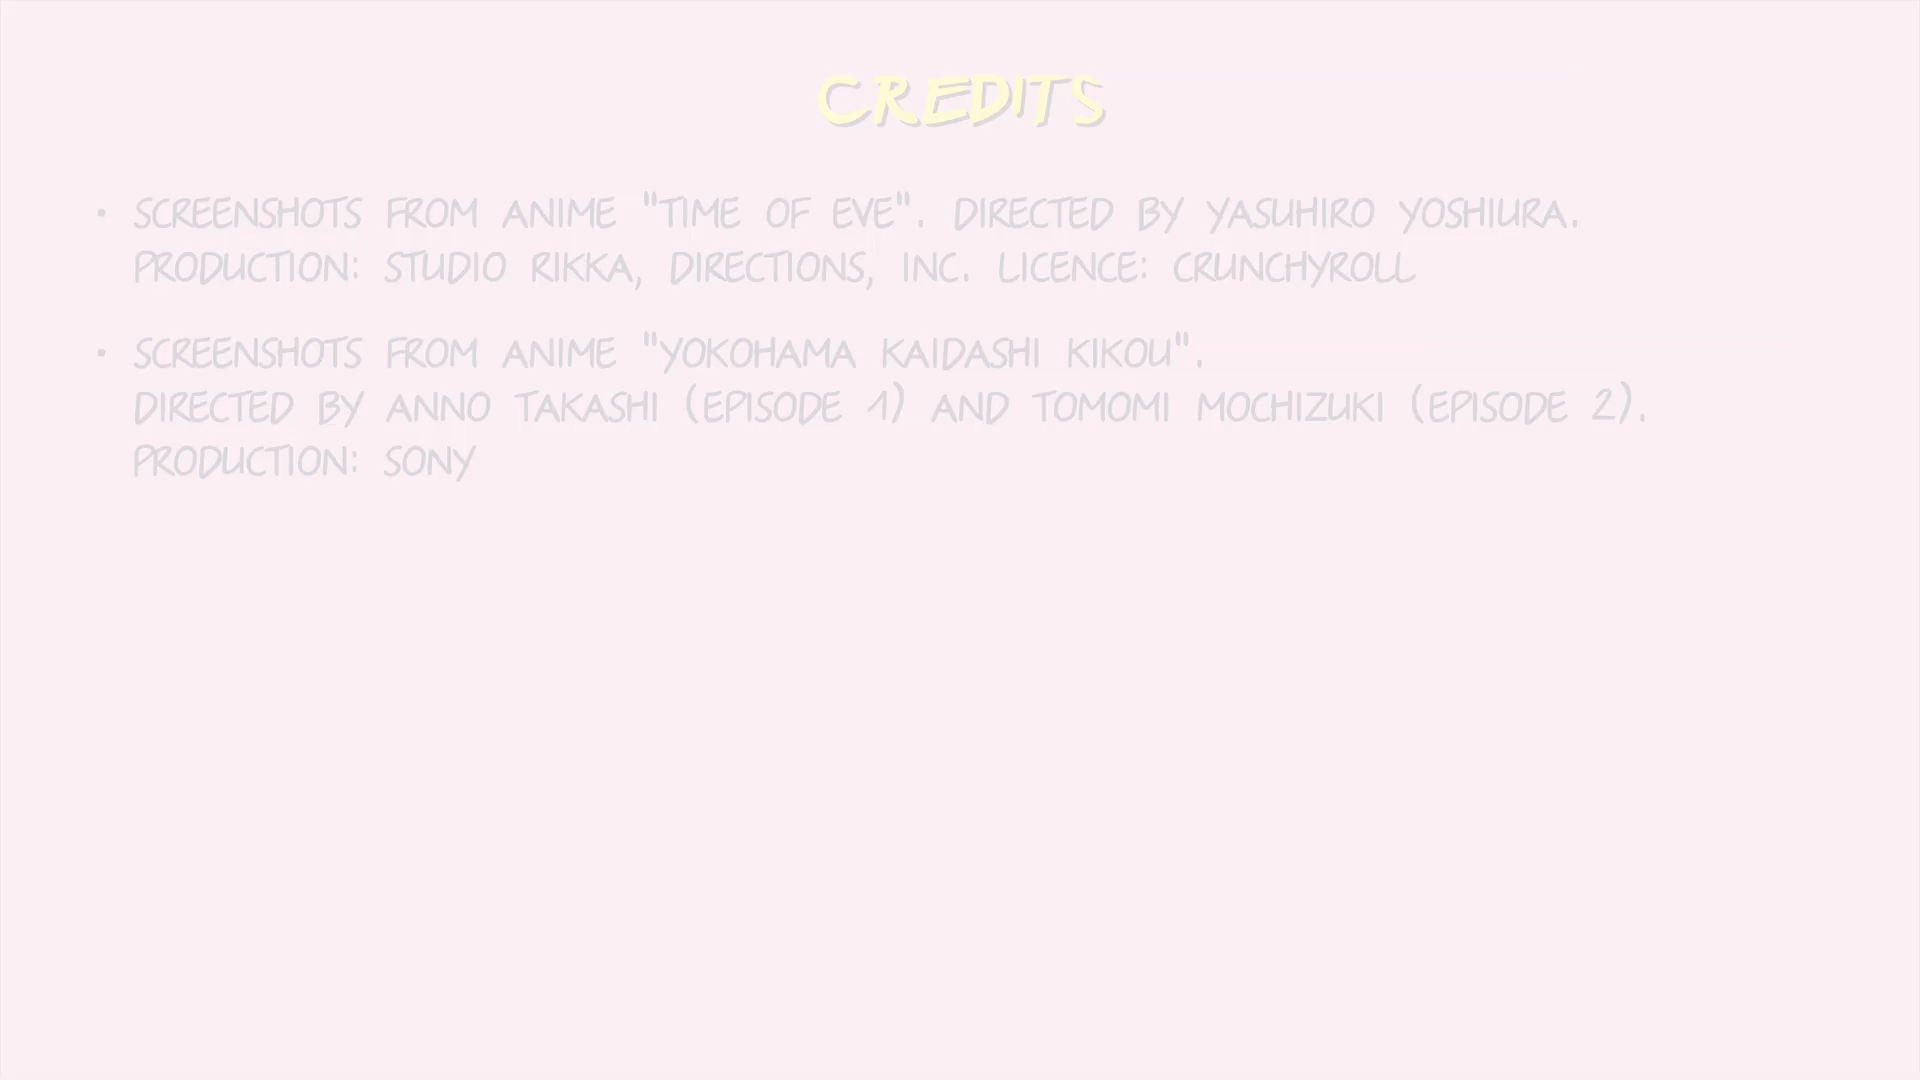 CREDITS
• SCREENSHOTS FROM ANIME "TIME OF EVE". DIRECTED BY YASUHIRO YOSHIURA.
PRODUCTION: STUDIO RIKKA, DIRECTIONS, INC. LICENCE: CRUNCHYROLL
• SCREENSHOTS FROM ANIME "YOKOHAMA KAIDASHI KIKOU".
DIRECTED BY ANNO TAKASHI (EPISODE 1) AND TOMOMI MOCHIZUKI (EPISODE 2).
PRODUCTION: SONY